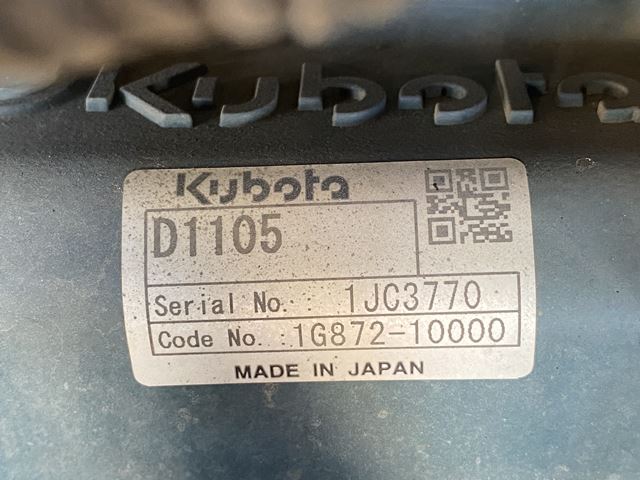 Kubota
Kubota
D1105
Serial No. : 1JC3770
Code No. : 1G872-10000
MADE IN JAPAN